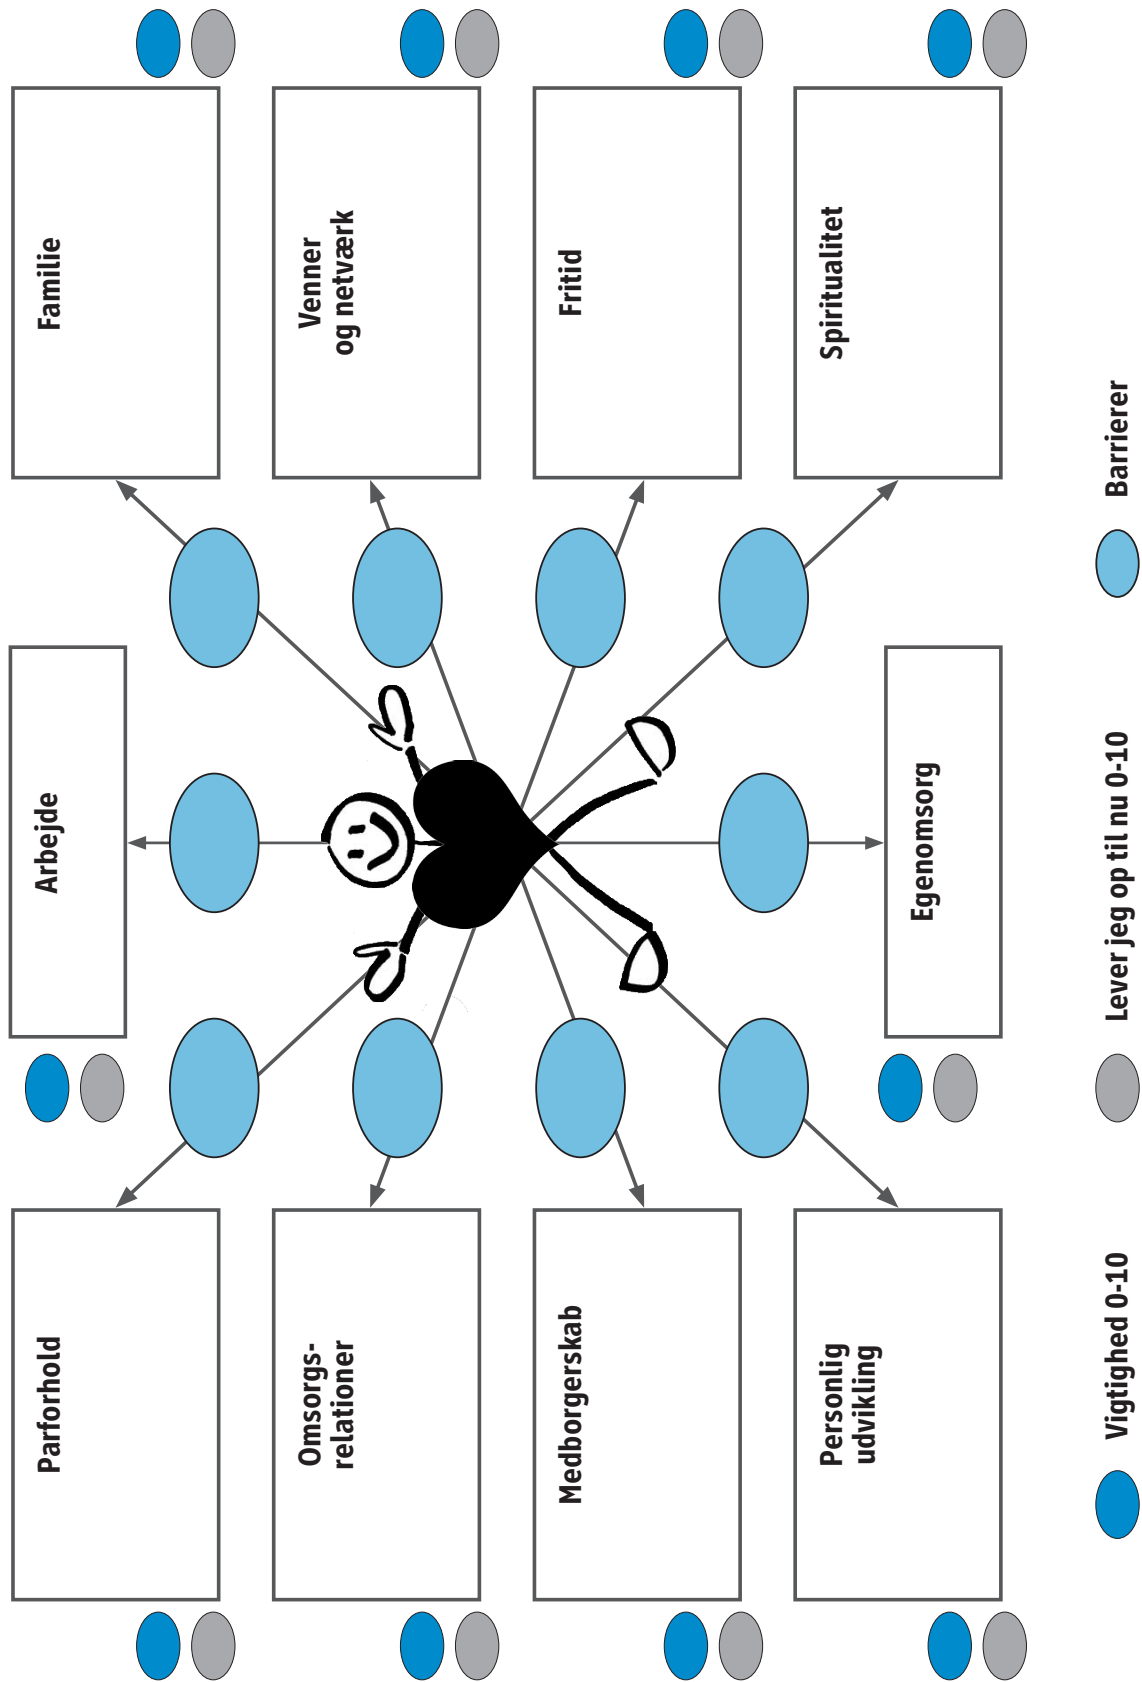 Parforhold
Arbejde
Familie
Omsorgs-
relationer
Venner
og netværk
Medborgerskab
Fritid
Personlig
udvikling
Egenomsorg
Spiritualitet
Vigtighed 0-10
Lever jeg op til nu 0-10
Barrierer